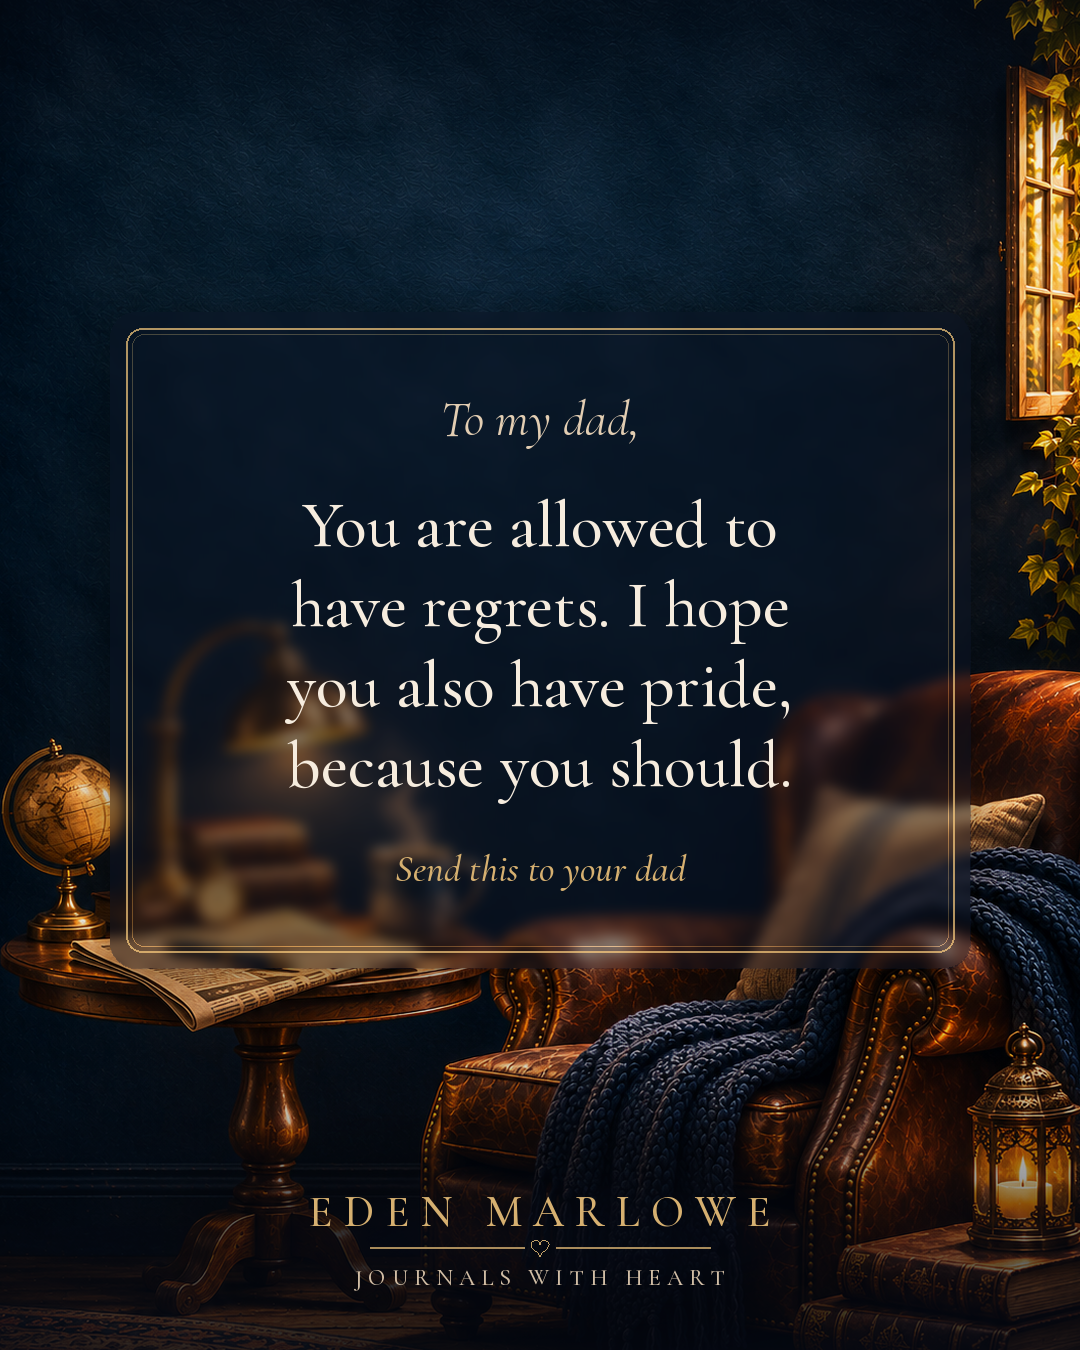 To my dad,
You are allowed to
have regrets. I hope
you also have pride,
because you should.
Send this to your dad
EDEN MARLOWE
JOURNALS WITH HEART